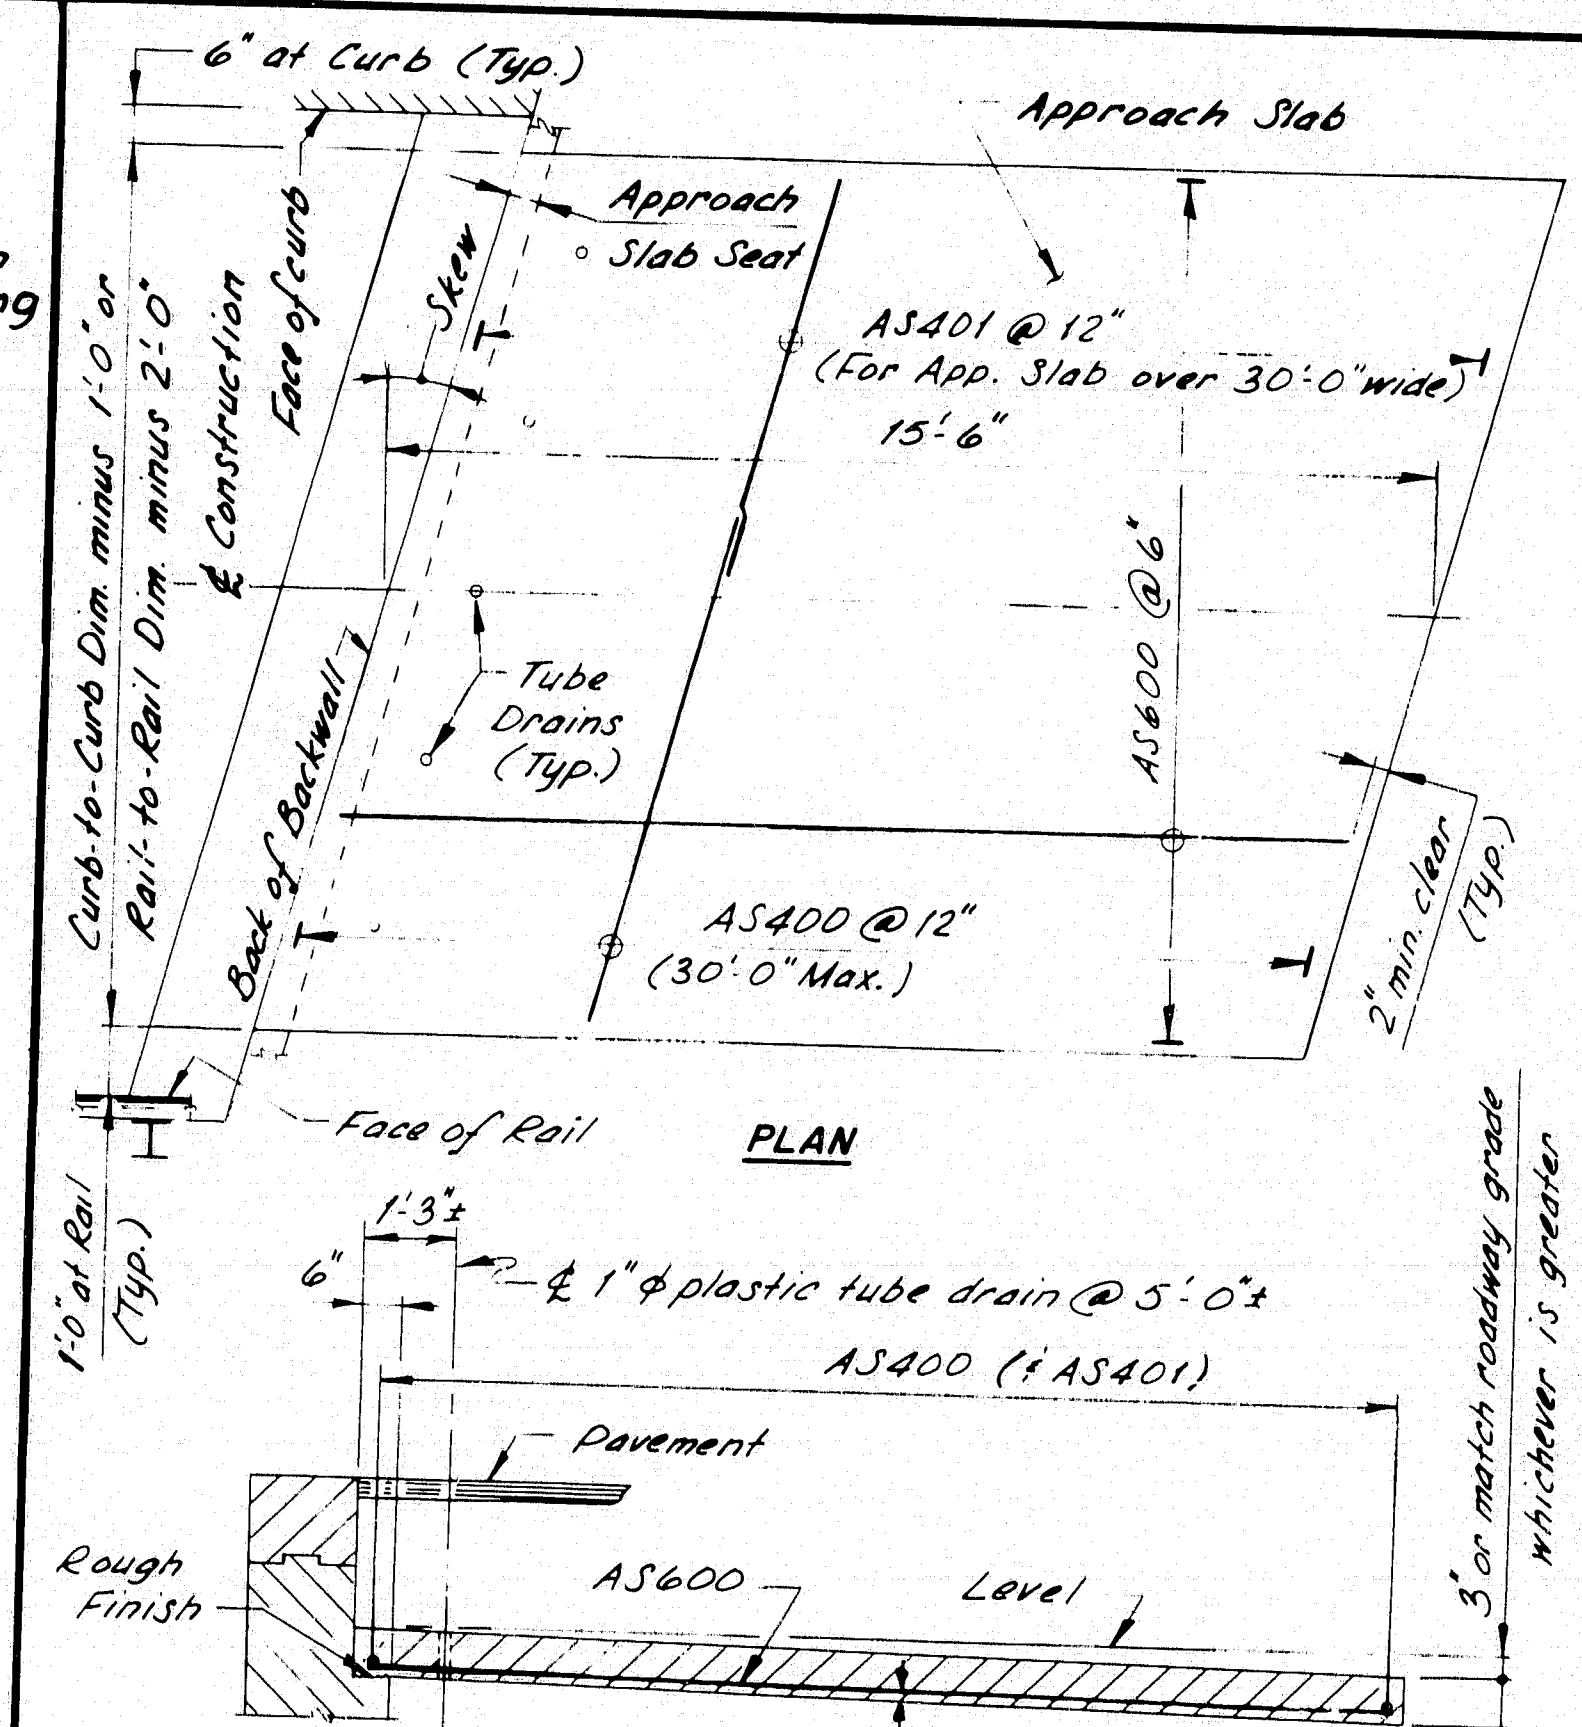 6" at Curb (Typ.)
Approach Slab
Approach
Slab Seat
Skew
Face of curb
℄ Construction
Curb-to-Curb Dim. minus 1'-0" or
Rail-to-Rail Dim. minus 2'-0"
AS401 @ 12"
(For App. Slab over 30'-0" wide)
15'-6"
AS600 @ 6"
Tube
Drains
(Typ.)
Back of Backwall
AS400 @ 12"
(30'-0" Max.)
2" min. clear
(Typ.)
Face of Rail
PLAN
1'-0" at Rail
(Typ.)
1'-3"±
6"
℄ 1" ϕ plastic tube drain @ 5'-0"±
AS400 (& AS401)
Pavement
Rough
Finish
AS600
Level
3" or match roadway grade
whichever is greater